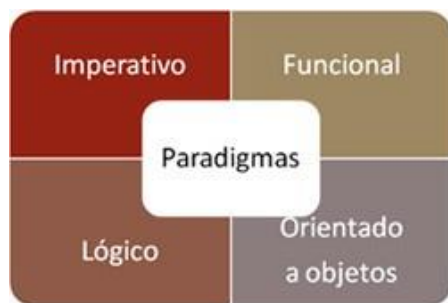 Imperativo
Funcional
Paradigmas
Lógico
Orientado
a objetos